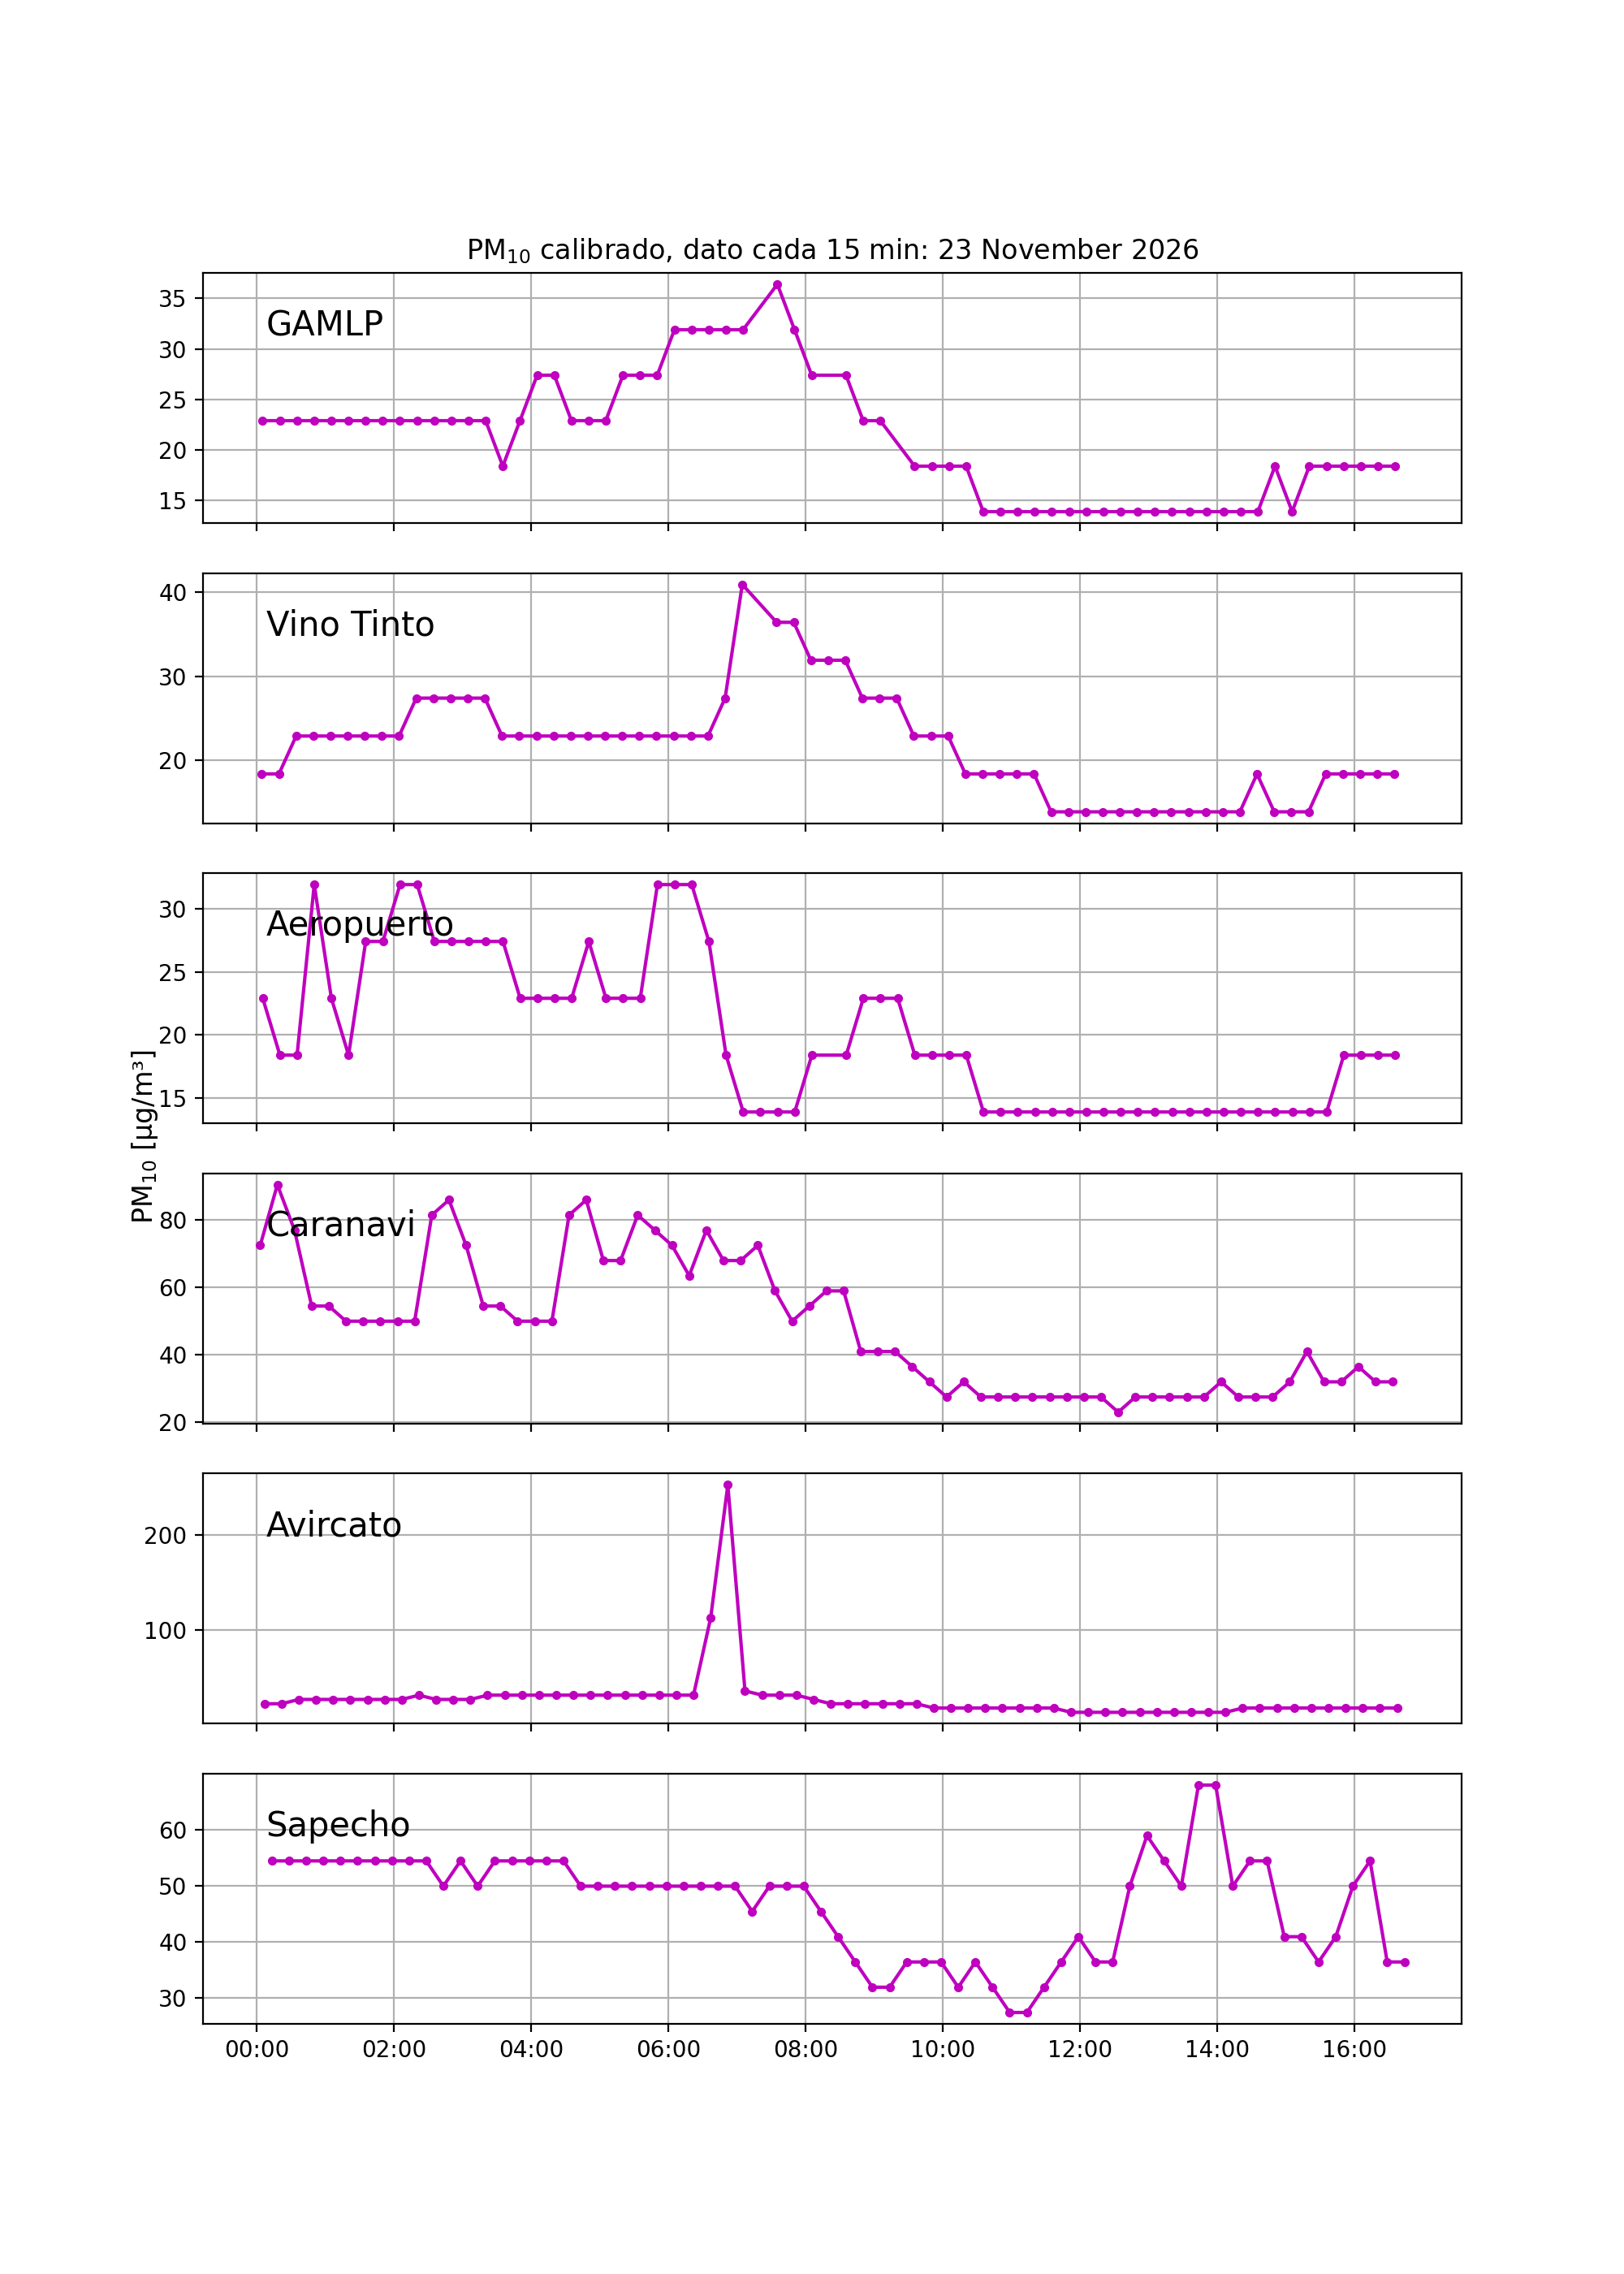 PM₁₀ calibrado, dato cada 15 min: 23 November 2026
GAMLP
35
30
25
20
15
Vino Tinto
40
30
20
Aeropuerto
30
25
20
15
PM₁₀ [µg/m³]
Caranavi
80
60
40
20
Avircato
200
100
Sapecho
60
50
40
30
00:00 02:00 04:00 06:00 08:00 10:00 12:00 14:00 16:00